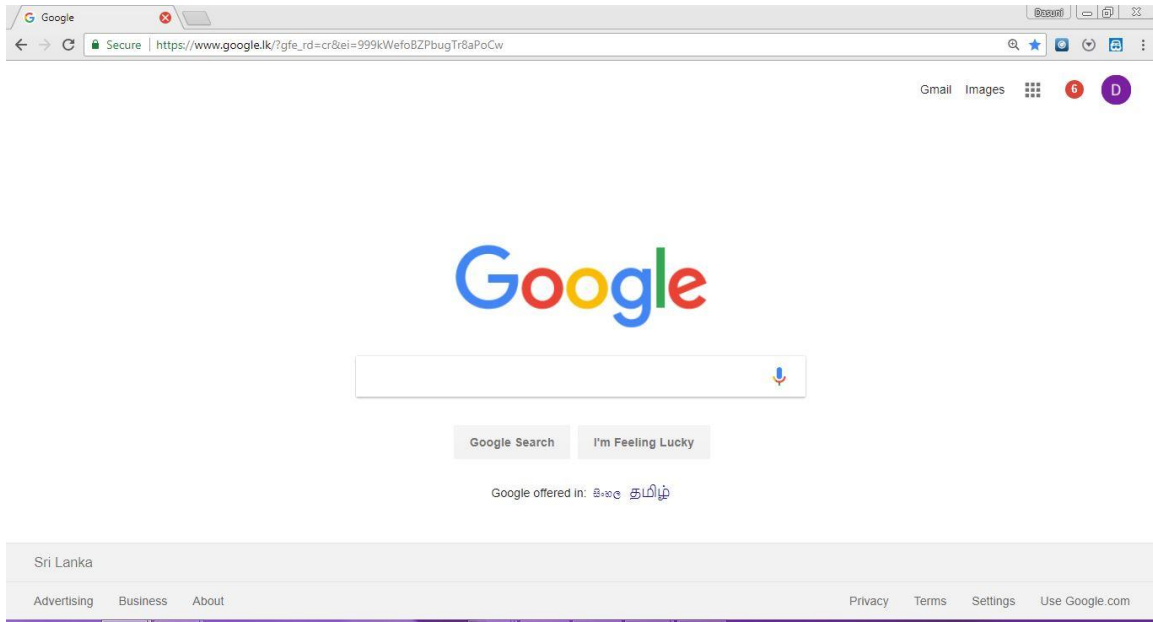 Google Dasuni
Secure https://www.google.lk/?gfe_rd=cr&ei=999kWefoBZPbugTr8aPoCw
Gmail Images 6 D
Google
Google Search I'm Feeling Lucky
Google offered in: සිංහල தமிழ்
Sri Lanka
Advertising Business About Privacy Terms Settings Use Google.com